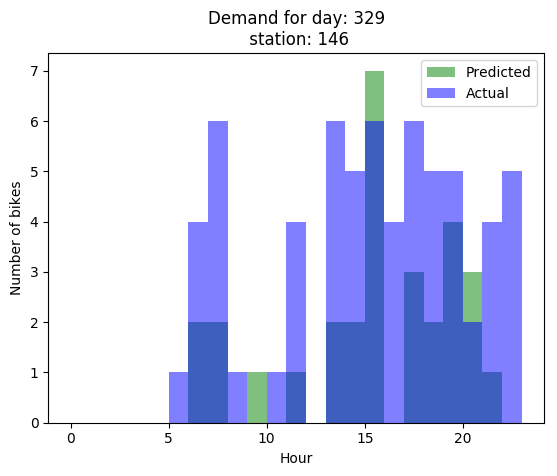 Demand for day: 329
station: 146
Predicted
Actual
Number of bikes
7
6
5
4
3
2
1
0
0
5
10
15
20
Hour